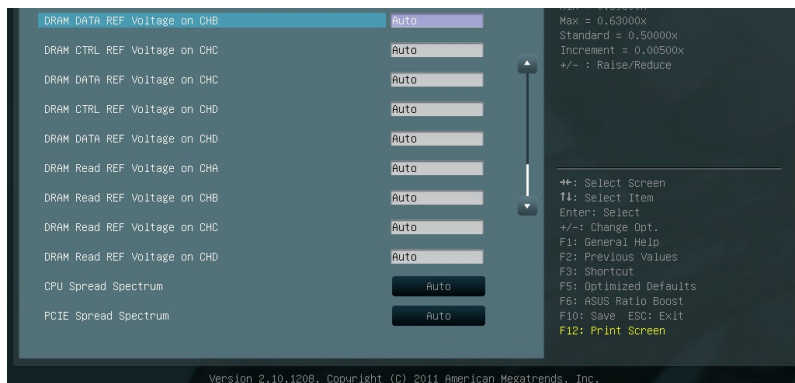 DRAM DATA REF Voltage on CHB Auto
DRAM CTRL REF Voltage on CHC Auto
DRAM DATA REF Voltage on CHC Auto
DRAM CTRL REF Voltage on CHD Auto
DRAM DATA REF Voltage on CHD Auto
DRAM Read REF Voltage on CHA Auto
DRAM Read REF Voltage on CHB Auto
DRAM Read REF Voltage on CHC Auto
DRAM Read REF Voltage on CHD Auto
CPU Spread Spectrum Auto
PCIE Spread Spectrum Auto
Max = 0.63000x
Standard = 0.50000x
Increment = 0.00500x
+/- : Raise/Reduce
→←: Select Screen
↑↓: Select Item
Enter: Select
+/-: Change Opt.
F1: General Help
F2: Previous Values
F3: Shortcut
F5: Optimized Defaults
F6: ASUS Ratio Boost
F10: Save ESC: Exit
F12: Print Screen
Version 2.10.1208. Copyright (C) 2011 American Megatrends, Inc.